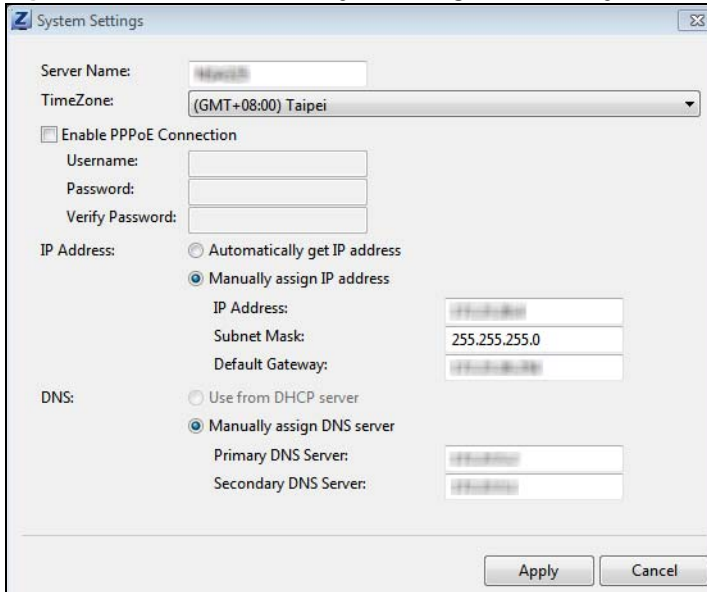 Z System Settings
Server Name:
TimeZone: (GMT+08:00) Taipei
Enable PPPoE Connection
Username:
Password:
Verify Password:
IP Address: Automatically get IP address
Manually assign IP address
IP Address:
Subnet Mask: 255.255.255.0
Default Gateway:
DNS: Use from DHCP server
Manually assign DNS server
Primary DNS Server:
Secondary DNS Server:
Apply Cancel